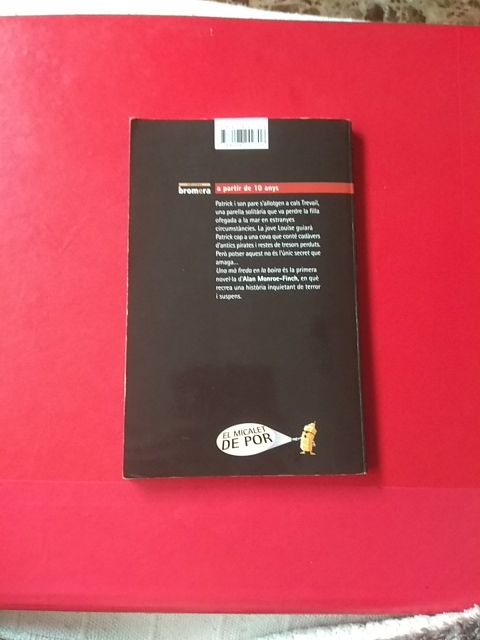 bromera
a partir de 10 anys
Patrick i son pare s'allotgen a cals Trevail,
una parella solitària que va perdre la filla
ofegada a la mar en estranyes
circumstàncies. La jove Louise guiarà
Patrick cap a una cova que conté cadàvers
d'antics pirates i restes de tresors perduts.
Però potser aquest no és l'únic secret que
amaga...
Una mà freda en la boira és la primera
novel·la d'Alan Monroe-Finch, en què
recrea una història inquietant de terror
i suspens.
EL MICALET
DE POR